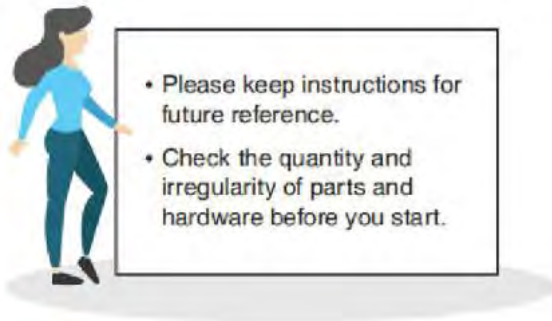 • Please keep instructions for
future reference.
• Check the quantity and
irregularity of parts and
hardware before you start.